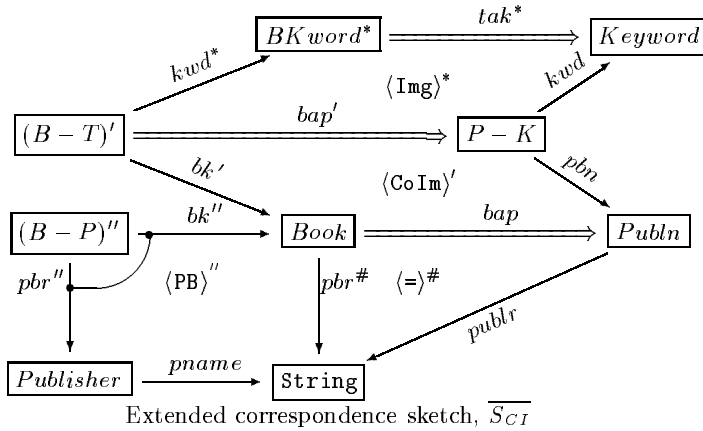 BKword* tak* Keyword
kwd* kwd
⟨Img⟩*
(B − T)′ bap′ P − K
bk′ ⟨CoIm⟩′ pbn
(B − P)″ bk″ Book bap Publn
pbr″ ⟨PB⟩″ pbr# ⟨=⟩#
publr
Publisher pname String
Extended correspondence sketch, S̅_C̅I̅